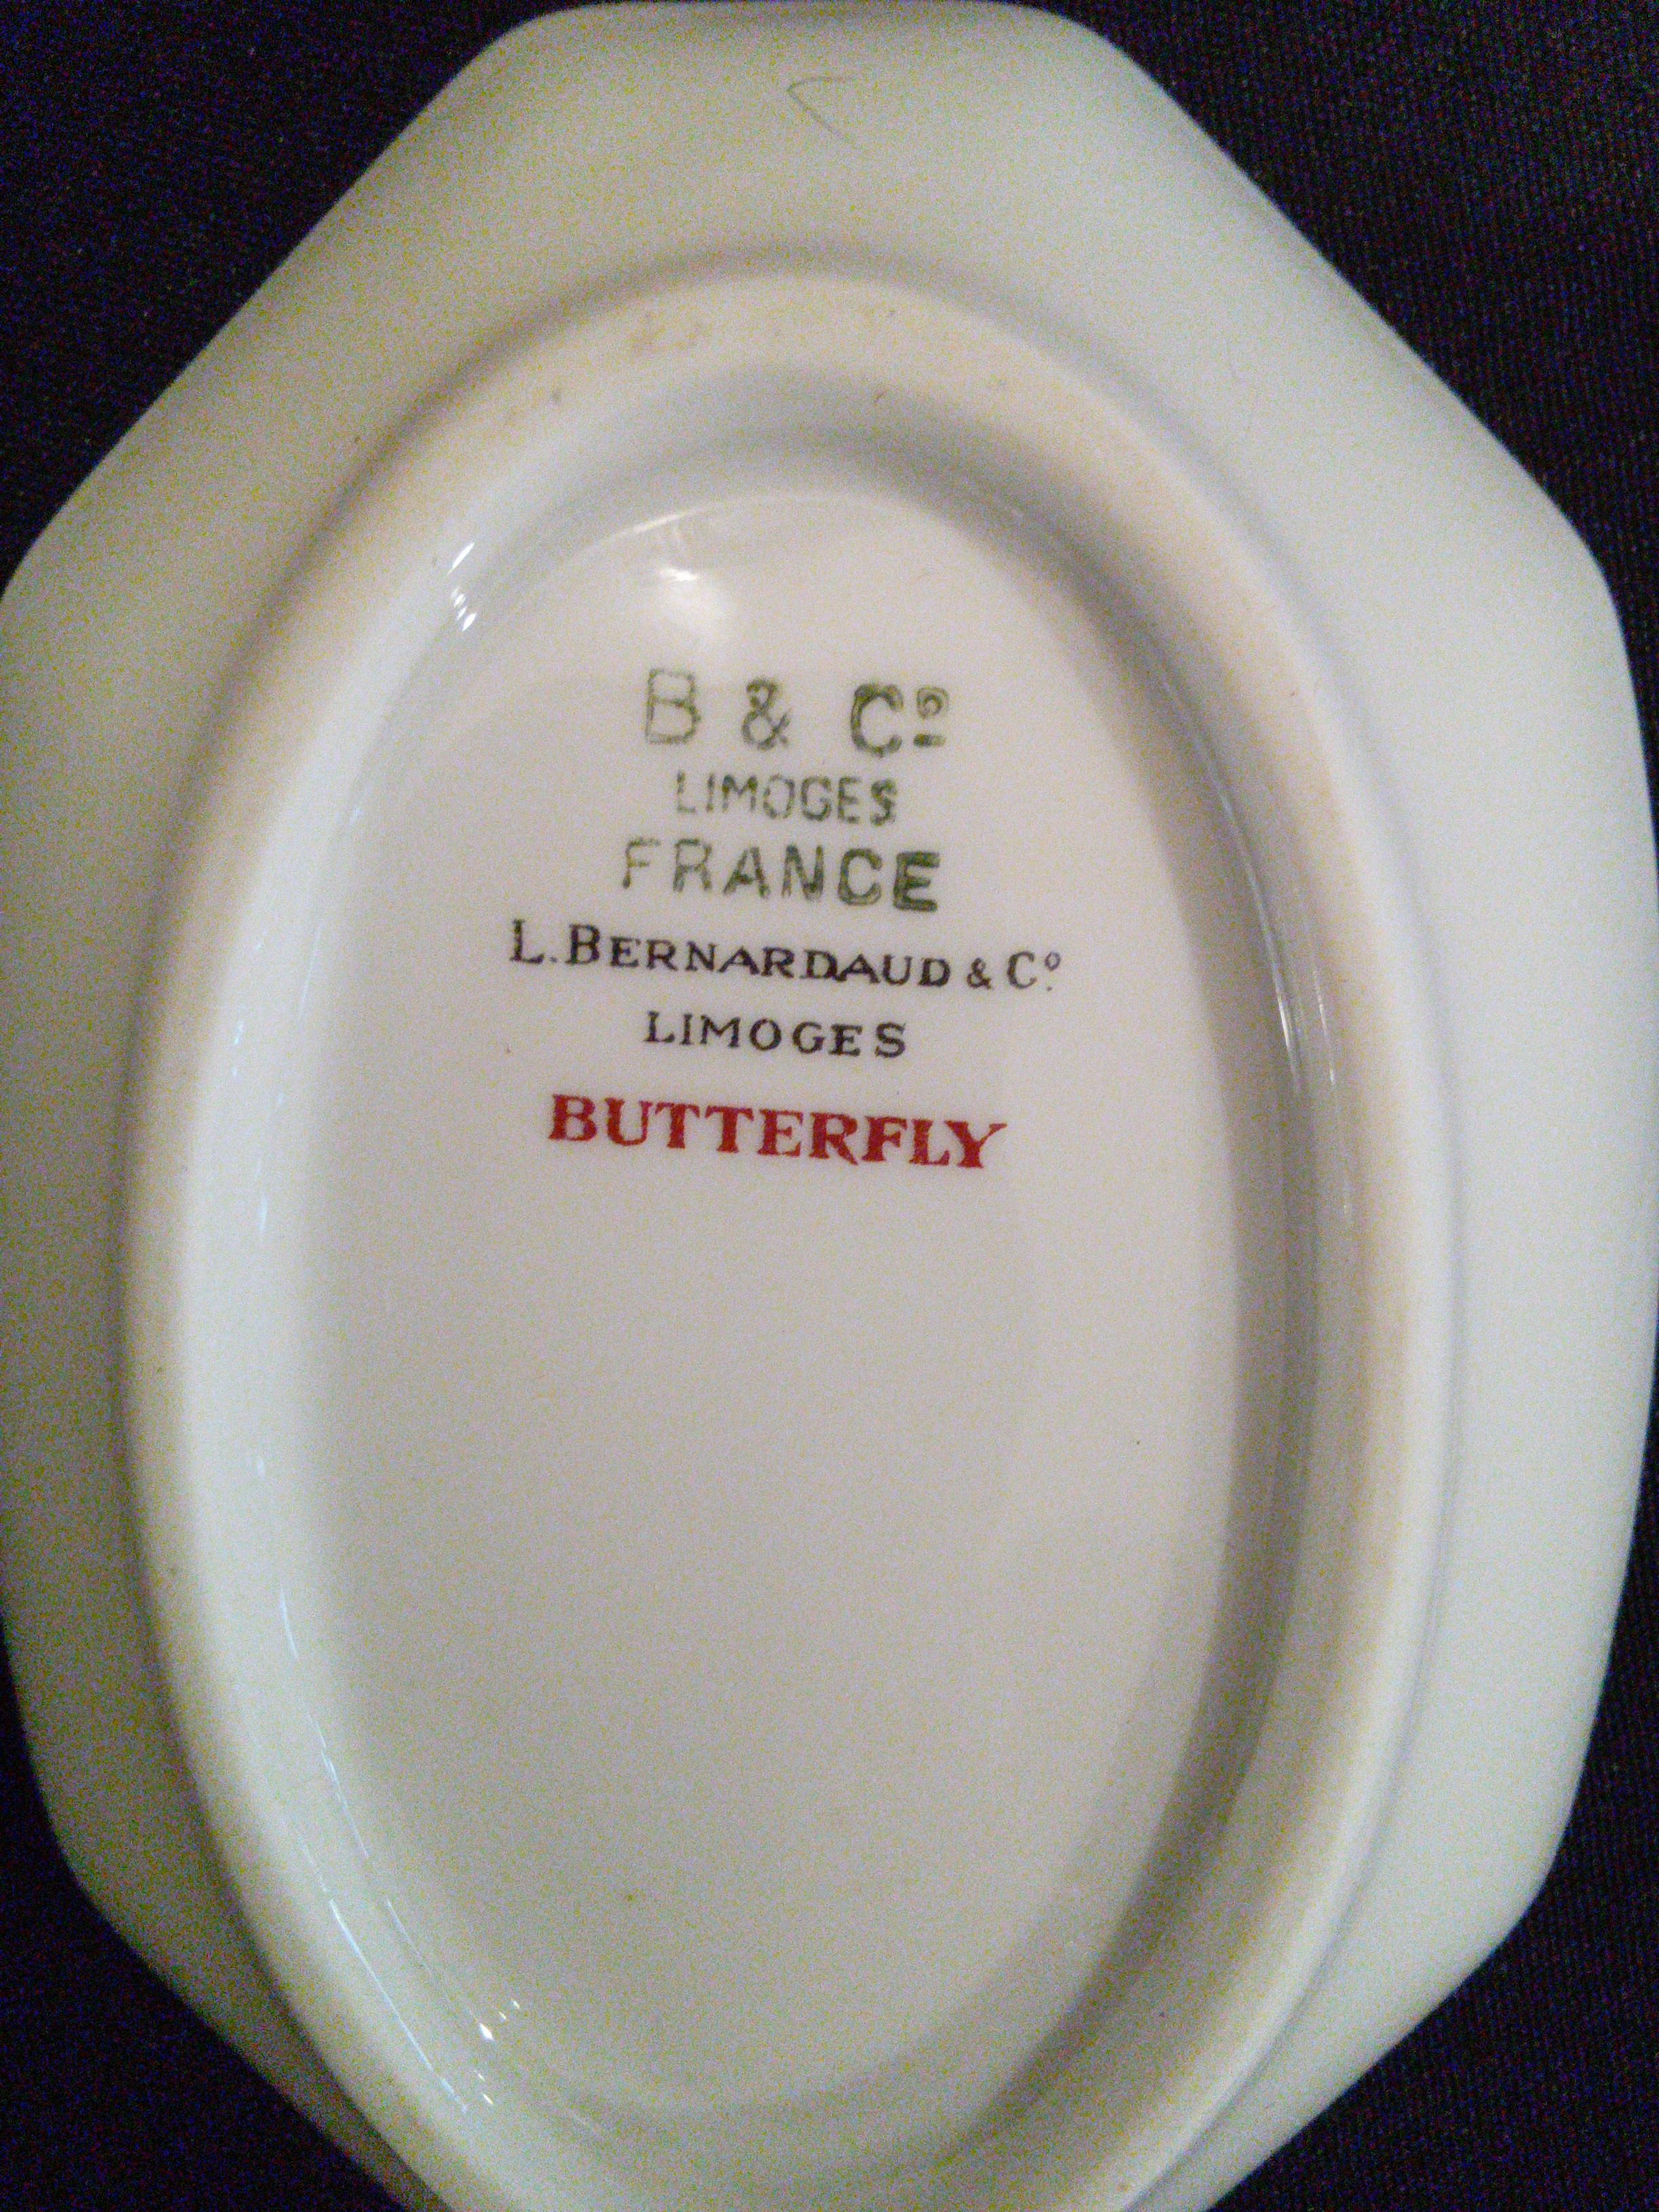 B & Cº
LIMOGES
FRANCE
L. BERNARDAUD & Cº.
LIMOGES
BUTTERFLY